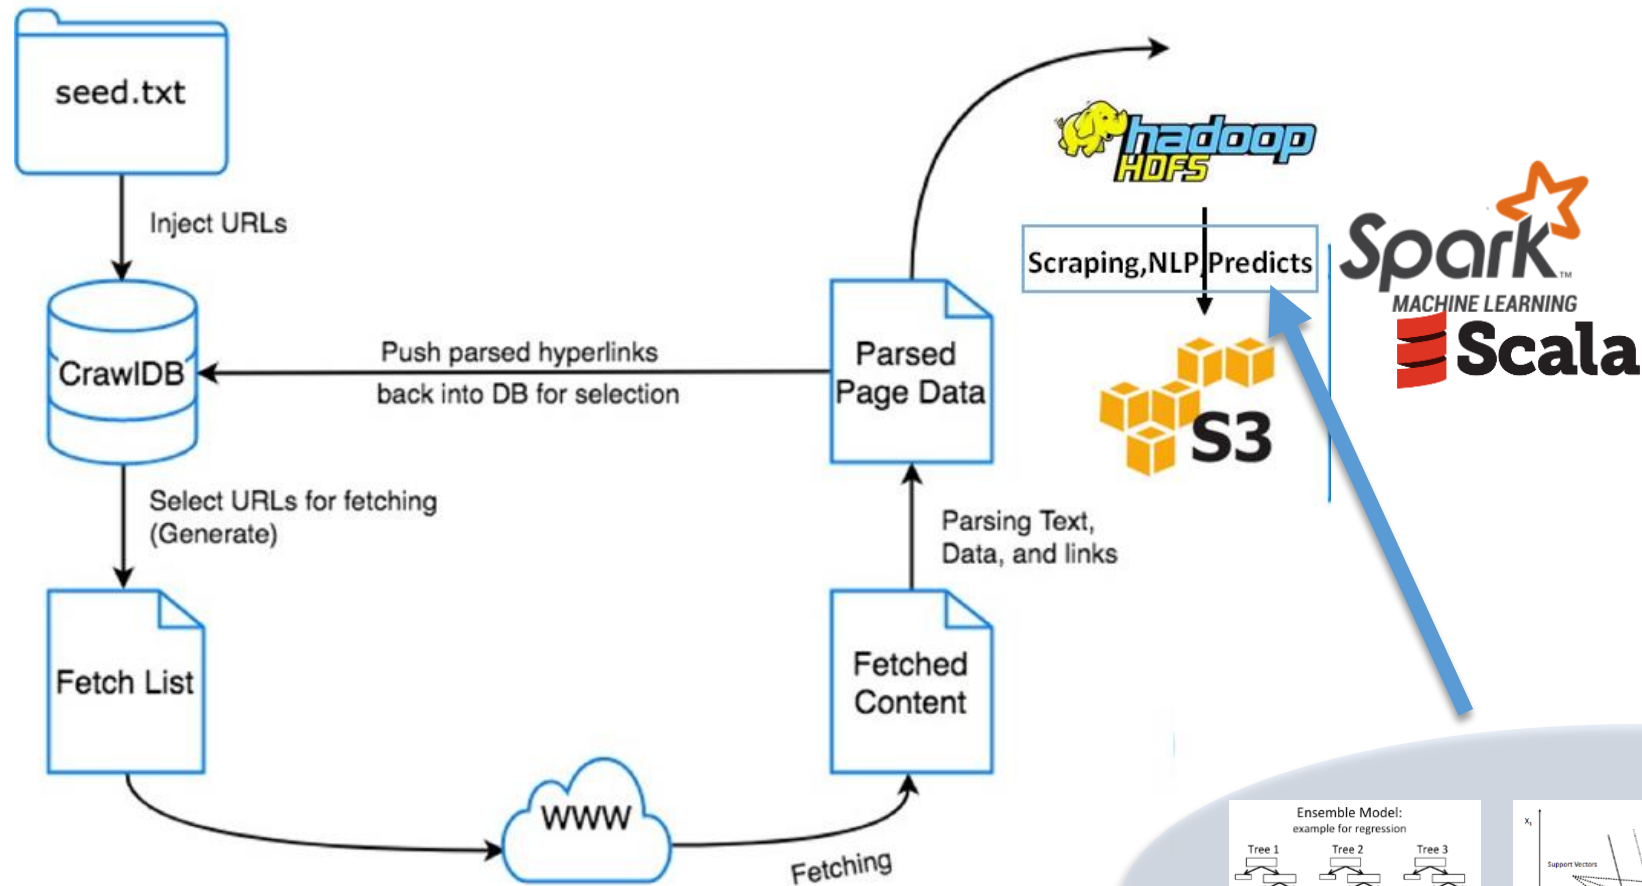 seed.txt
Inject URLs
CrawlDB
Push parsed hyperlinks
back into DB for selection
Parsed
Page Data
Select URLs for fetching
(Generate)
Fetch List
WWW
Fetching
Fetched
Content
Parsing Text,
Data, and links
hadoop
HDFS
Scraping,NLP,Predicts
S3
Spark™
MACHINE LEARNING
Scala
Ensemble Model:
example for regression
Tree 1
Tree 2
Tree 3
X₁
Support Vectors